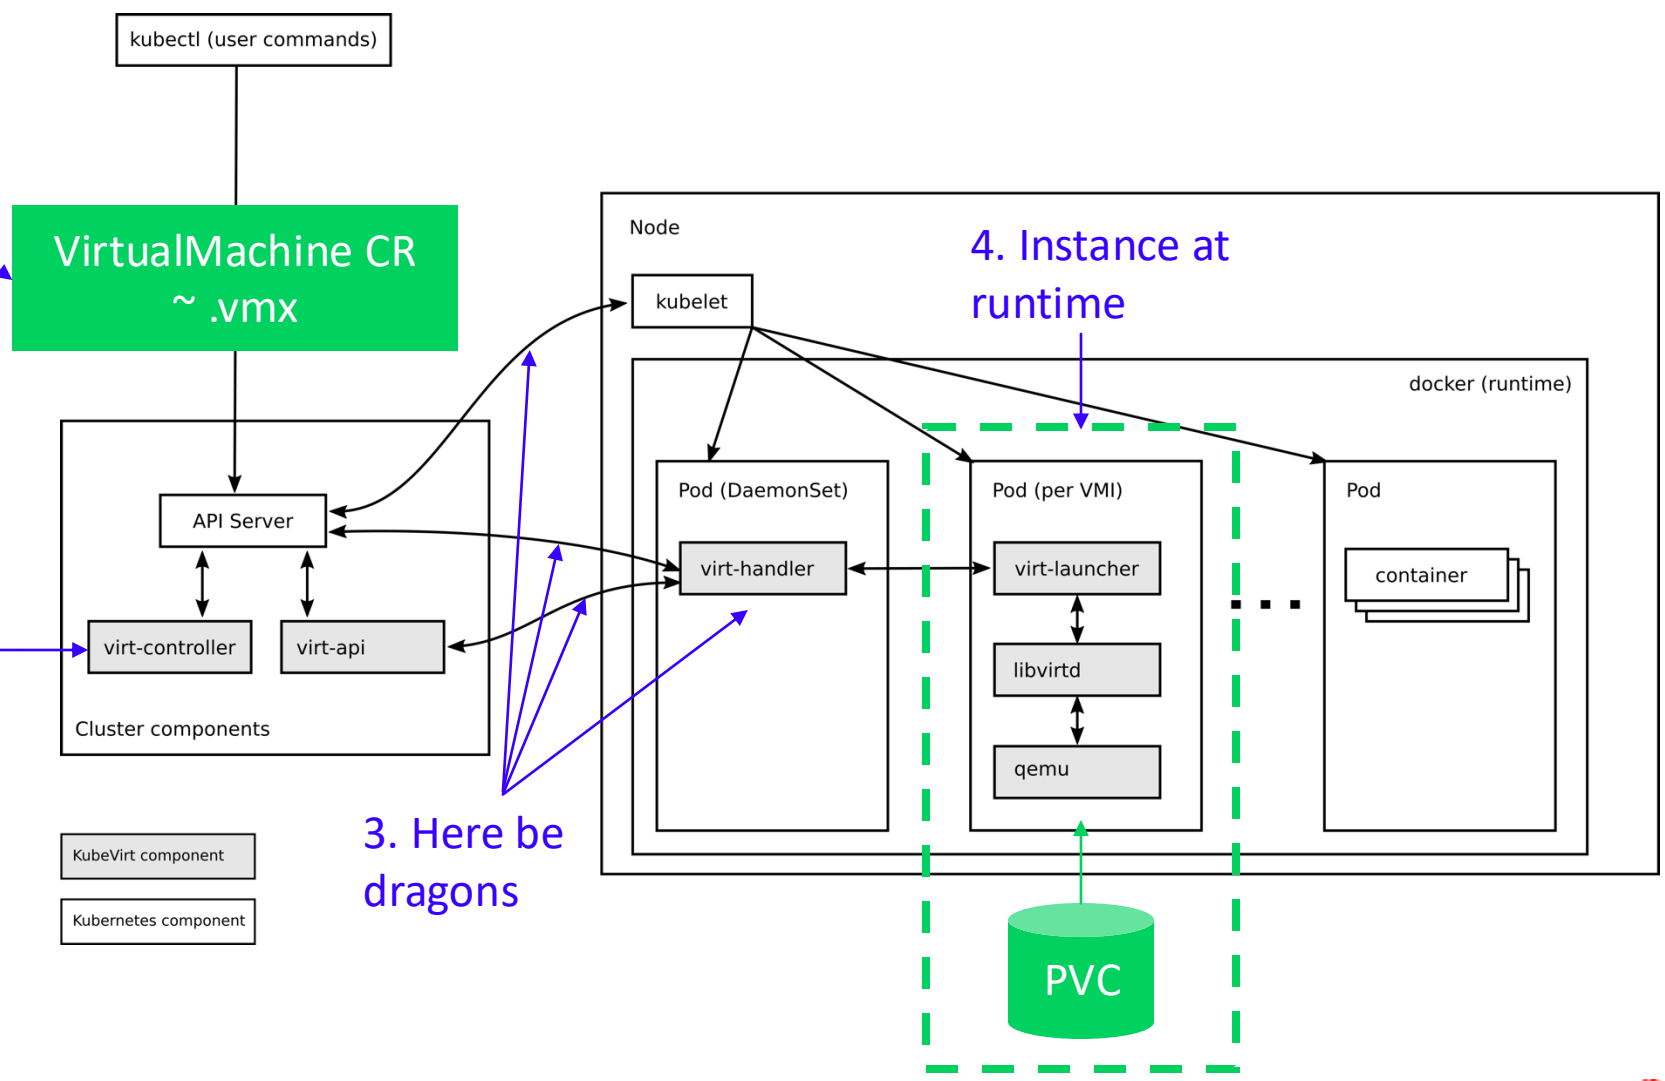 kubectl (user commands)
VirtualMachine CR
~ .vmx
API Server
virt-controller
virt-api
Cluster components
KubeVirt component
Kubernetes component
3. Here be
dragons
Node
kubelet
4. Instance at
runtime
docker (runtime)
Pod (DaemonSet)
virt-handler
Pod (per VMI)
virt-launcher
libvirtd
qemu
PVC
Pod
container